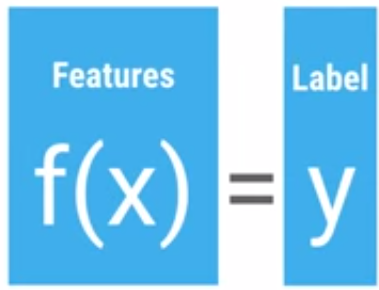 Features
Label
f(x) = y